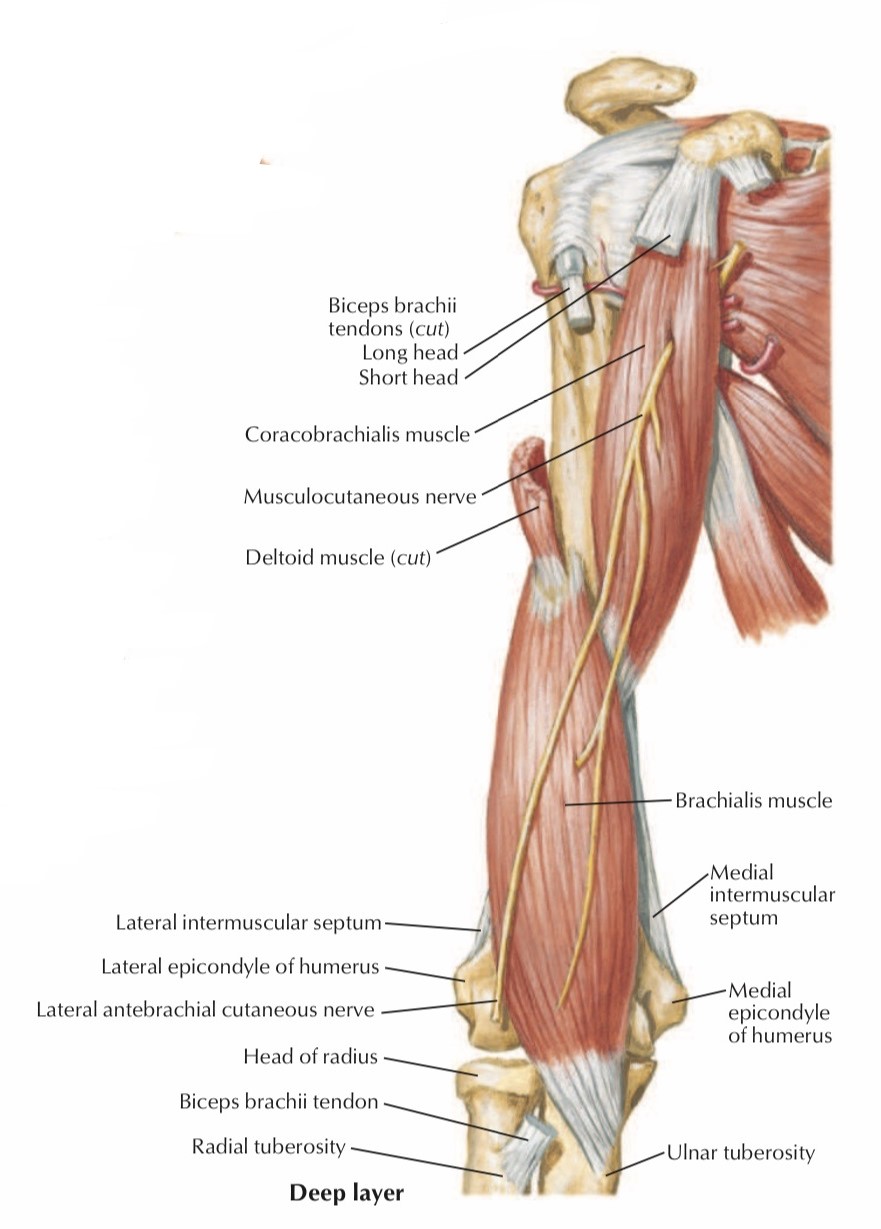 Biceps brachii
tendons (cut)
Long head
Short head
Coracobrachialis muscle
Musculocutaneous nerve
Deltoid muscle (cut)
Brachialis muscle
Medial
intermuscular
septum
Lateral intermuscular septum
Lateral epicondyle of humerus
Lateral antebrachial cutaneous nerve
Medial
epicondyle
of humerus
Head of radius
Biceps brachii tendon
Radial tuberosity
Ulnar tuberosity
Deep layer